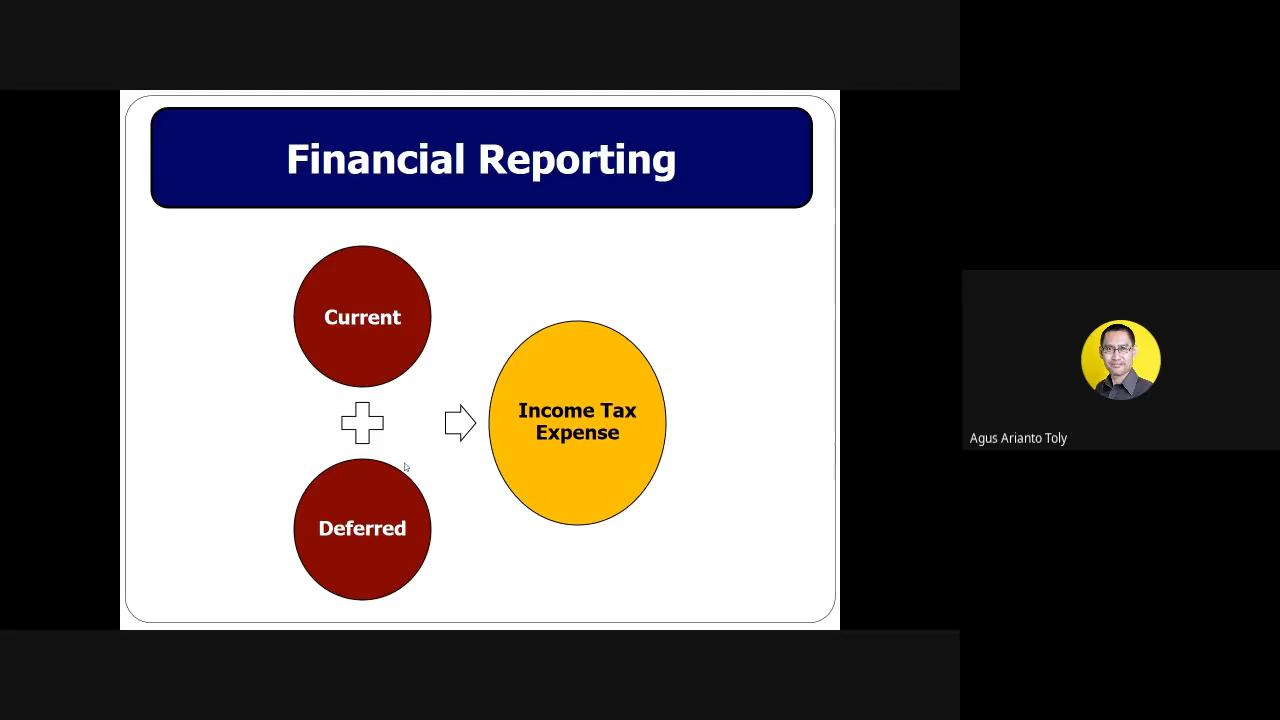 Financial Reporting
Current
Income Tax
Expense
Deferred
Agus Arianto Toly